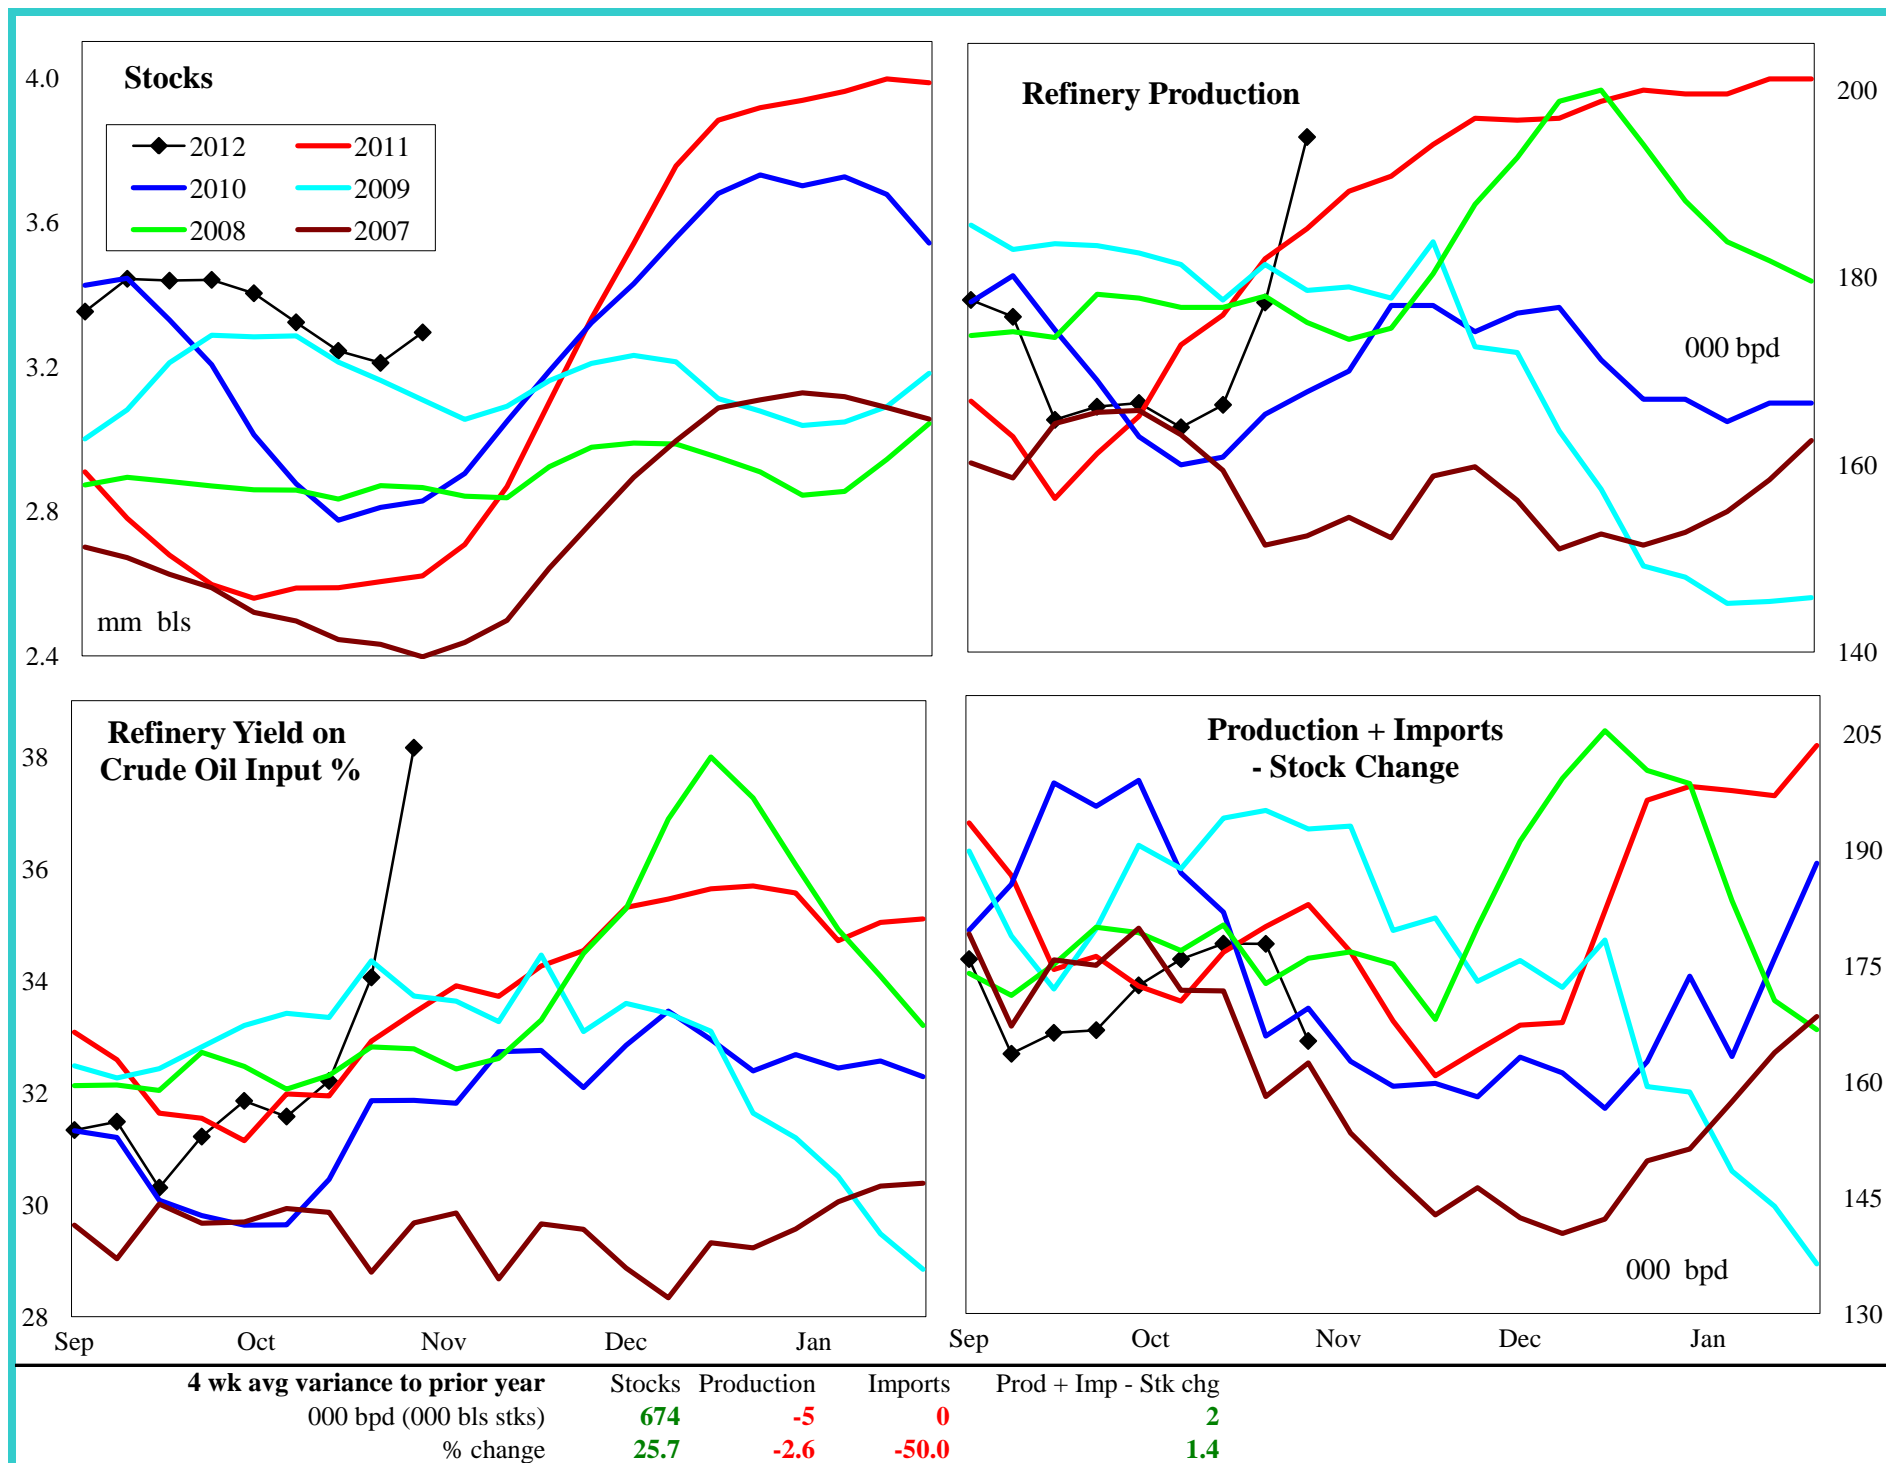 Stocks
4.0
3.6
3.2
2.8
2.4
2012
2011
2010
2009
2008
2007
mm bls
Refinery Production
200
180
160
140
000 bpd
Refinery Yield on
Crude Oil Input %
38
36
34
32
30
28
Sep
Oct
Nov
Dec
Jan
Production + Imports
- Stock Change
205
190
175
160
145
130
000 bpd
Sep
Oct
Nov
Dec
Jan
4 wk avg variance to prior year Stocks Production Imports Prod + Imp - Stk chg
000 bpd (000 bls stks) 674 -5 0 2
% change 25.7 -2.6 -50.0 1.4